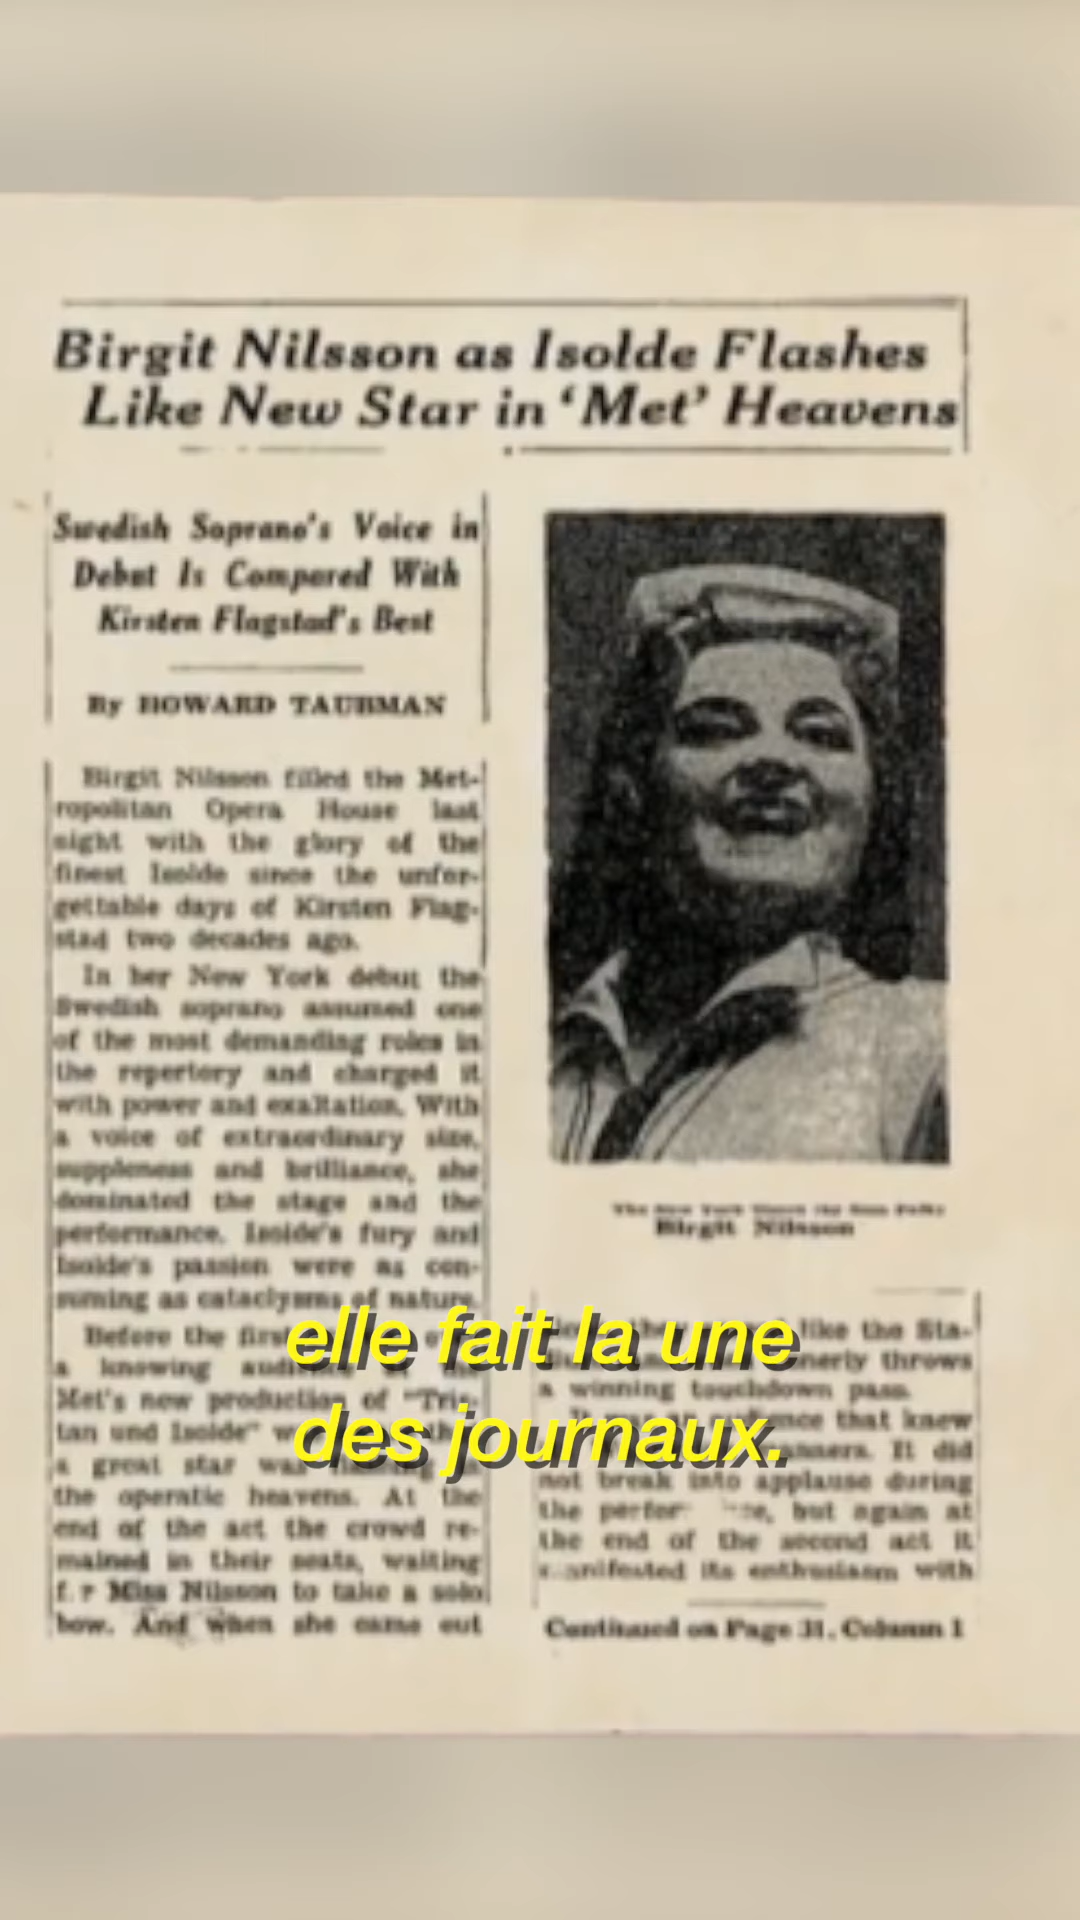 Birgit Nilsson as Isolde Flashes
Like New Star in ‘Met’ Heavens
Swedish Soprano's Voice in
Debut Is Compared With
Kirsten Flagstad's Best
By HOWARD TAUBMAN
Birgit Nilsson filled the Met-
ropolitan Opera House last
night with the glory of the
finest Isolde since the unfor-
gettable days of Kirsten Flag-
stad two decades ago.
In her New York debut the
Swedish soprano assumed one
of the most demanding roles in
the repertory and charged it
with power and exaltation. With
a voice of extraordinary size,
suppleness and brilliance, she
dominated the stage and the
performance. Isolde's fury and
Isolde's passion were as con-
suming as cataclysms of nature.
Before the first
a knowing
Met's new production of "Tris-
tan und Isolde"
a great star was
the operatic heavens. At the
end of the act the crowd re-
mained in their seats, waiting
for Miss Nilsson to take a solo
bow. And when she came out
The New York Times
Birgit Nilsson
like the Sta-
throws
a winning touchdown pass.
that knew
It did
not break into applause during
the but again at
the end of the second act it
manifested its enthusiasm with
Continued on Page 31, Column 1
elle fait la une
des journaux.